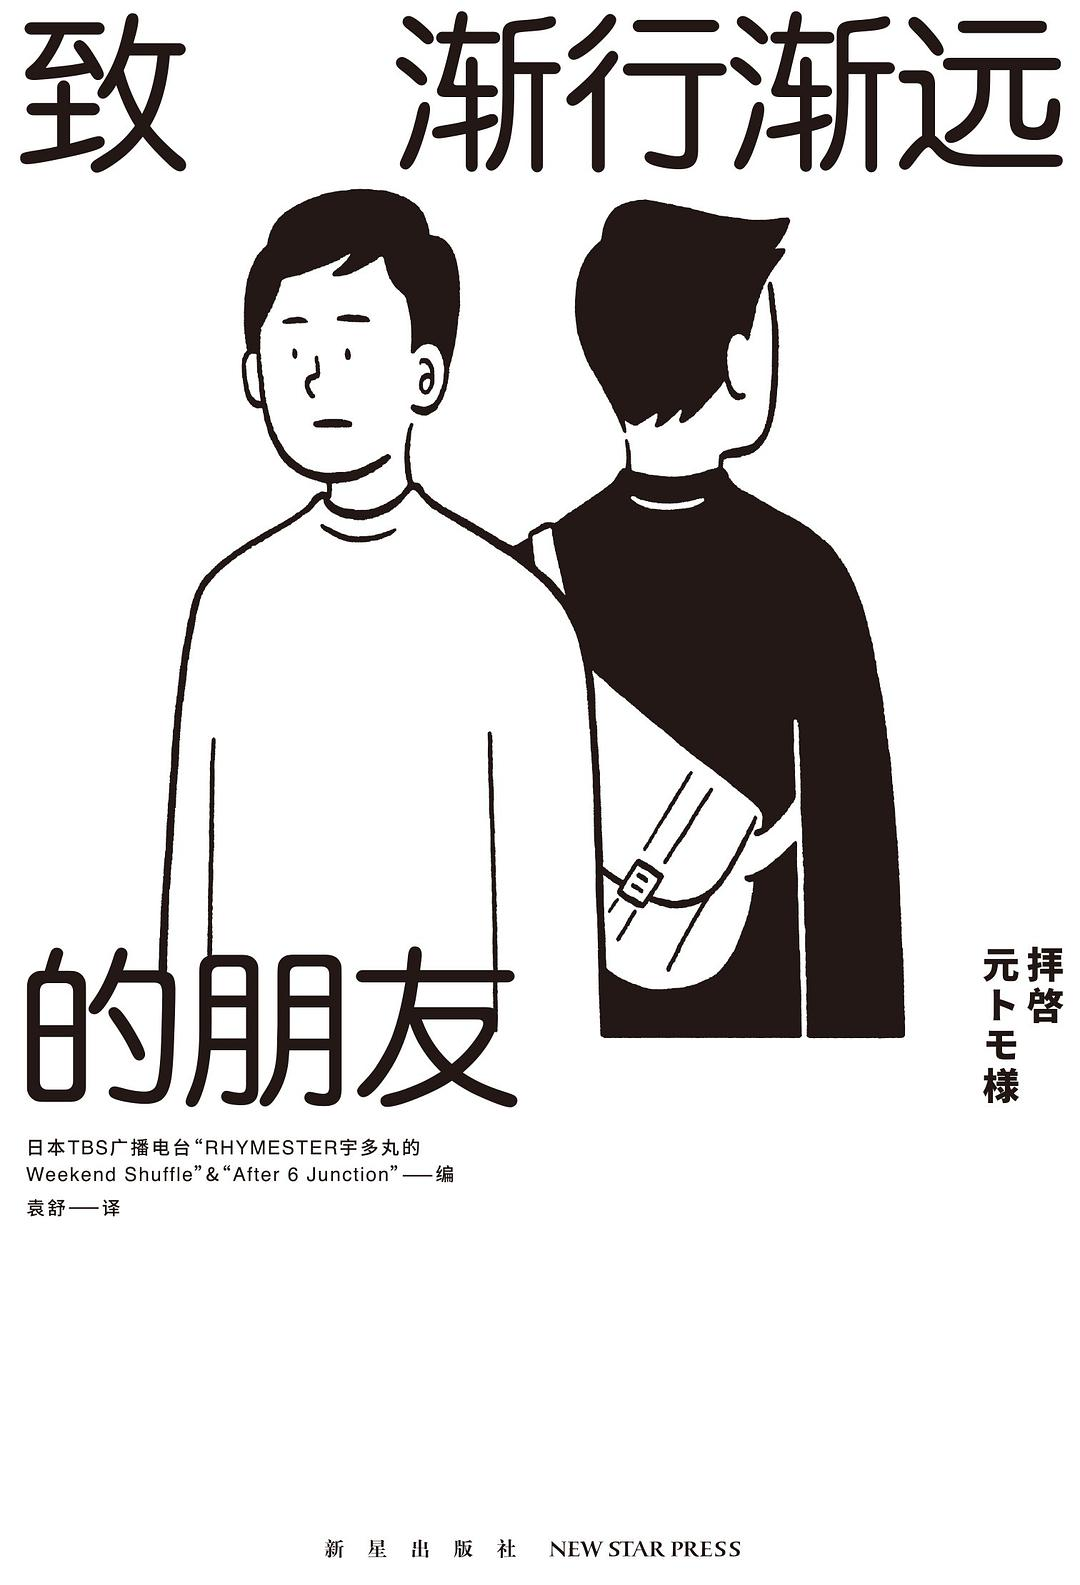 致 渐行渐远
的朋友
拝啓
元トモ様
日本TBS广播电台“RHYMESTER宇多丸的
Weekend Shuffle”&“After 6 Junction”——编
袁舒——译
新星出版社 NEW STAR PRESS